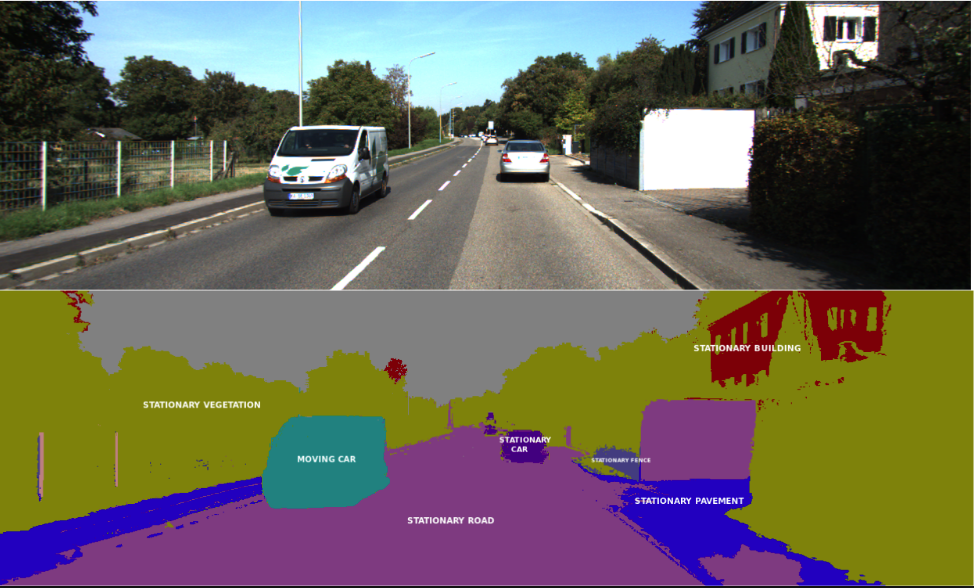 STATIONARY BUILDING
STATIONARY VEGETATION
STATIONARY
CAR
MOVING CAR
STATIONARY FENCE
STATIONARY PAVEMENT
STATIONARY ROAD